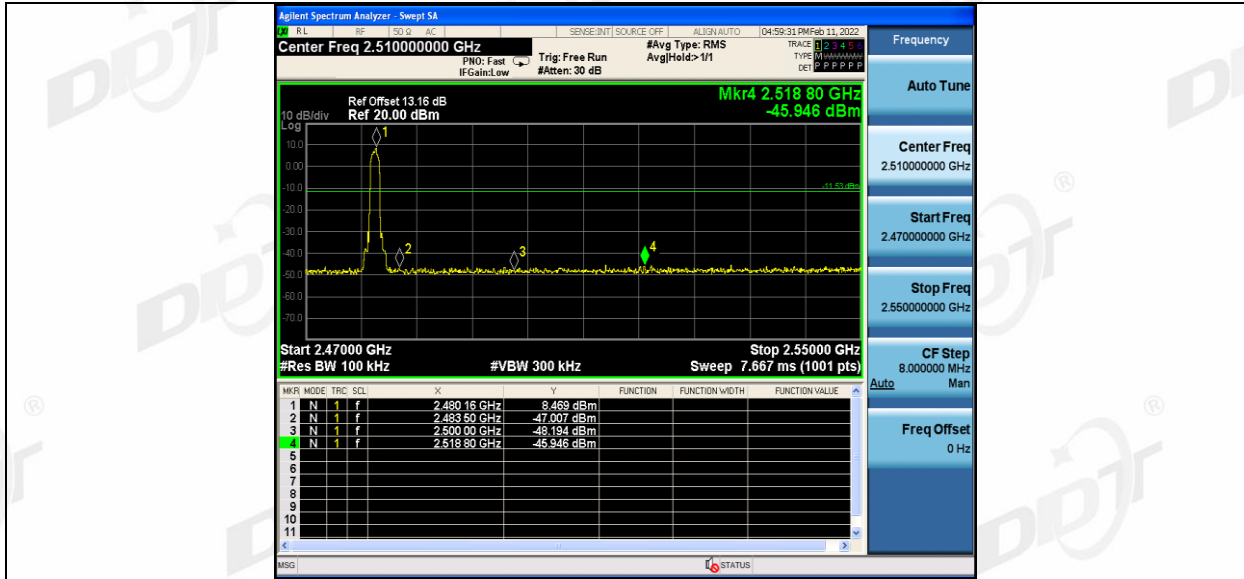 Agilent Spectrum Analyzer - Swept SA
RL RF 50 Ω AC SENSE:INT SOURCE OFF ALIGN AUTO 04:59:31 PM Feb 11, 2022
Center Freq 2.510000000 GHz #Avg Type: RMS TRACE 1 2 3 4 5 6
PNO: Fast Trig: Free Run Avg|Hold:>1/1 TYPE M
IFGain:Low #Atten: 30 dB DET P P P P P P
Frequency
Auto Tune
Center Freq
2.510000000 GHz
Start Freq
2.470000000 GHz
Stop Freq
2.550000000 GHz
CF Step
8.000000 MHz
Auto Man
Freq Offset
0 Hz
Mkr4 2.518 80 GHz
-45.946 dBm
Ref Offset 13.16 dB
10 dB/div Ref 20.00 dBm
Log
10.0
0.00
-10.0
-20.0
-30.0
-40.0
-50.0
-60.0
-70.0
1
2
3
4
-11.53 dBm
Start 2.47000 GHz Stop 2.55000 GHz
#Res BW 100 kHz #VBW 300 kHz Sweep 7.667 ms (1001 pts)
MKR MODE TRC SCL X Y FUNCTION FUNCTION WIDTH FUNCTION VALUE
1 N 1 f 2.480 16 GHz 8.469 dBm
2 N 1 f 2.483 50 GHz -47.007 dBm
3 N 1 f 2.500 00 GHz -48.194 dBm
4 N 1 f 2.518 80 GHz -45.946 dBm
5
6
7
8
9
10
11
MSG STATUS